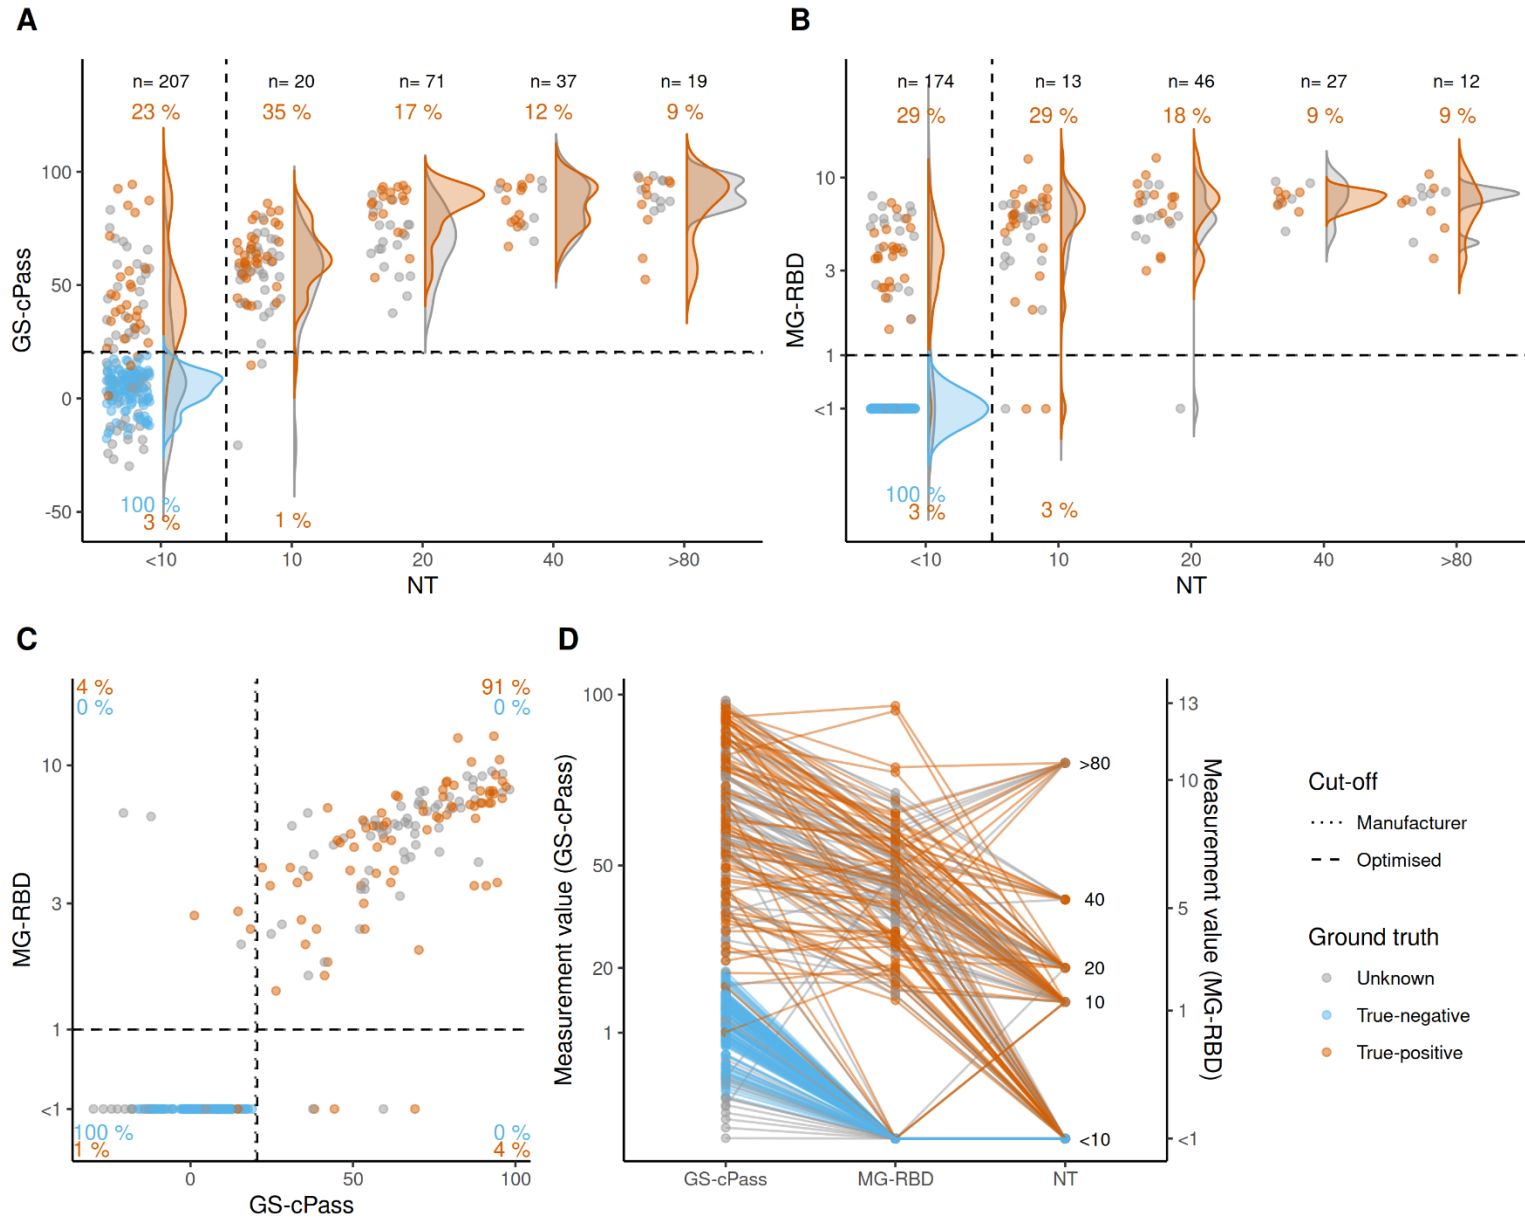 A
n= 207
n= 20
n= 71
n= 37
n= 19
23 %
35 %
17 %
12 %
9 %
100
50
0
-50
GS-cPass
100 %
3 %
1 %
<10
10
20
40
>80
NT
B
n= 174
n= 13
n= 46
n= 27
n= 12
29 %
29 %
18 %
9 %
9 %
10
3
1
<1
MG-RBD
100 %
3 %
3 %
<10
10
20
40
>80
NT
C
4 %
0 %
91 %
0 %
10
3
1
<1
MG-RBD
100 %
1 %
0 %
4 %
0
50
100
GS-cPass
D
100
50
20
1
Measurement value (GS-cPass)
>80
40
20
10
<10
13
10
5
1
<1
Measurement value (MG-RBD)
GS-cPass
MG-RBD
NT
Cut-off
Manufacturer
Optimised
Ground truth
Unknown
True-negative
True-positive